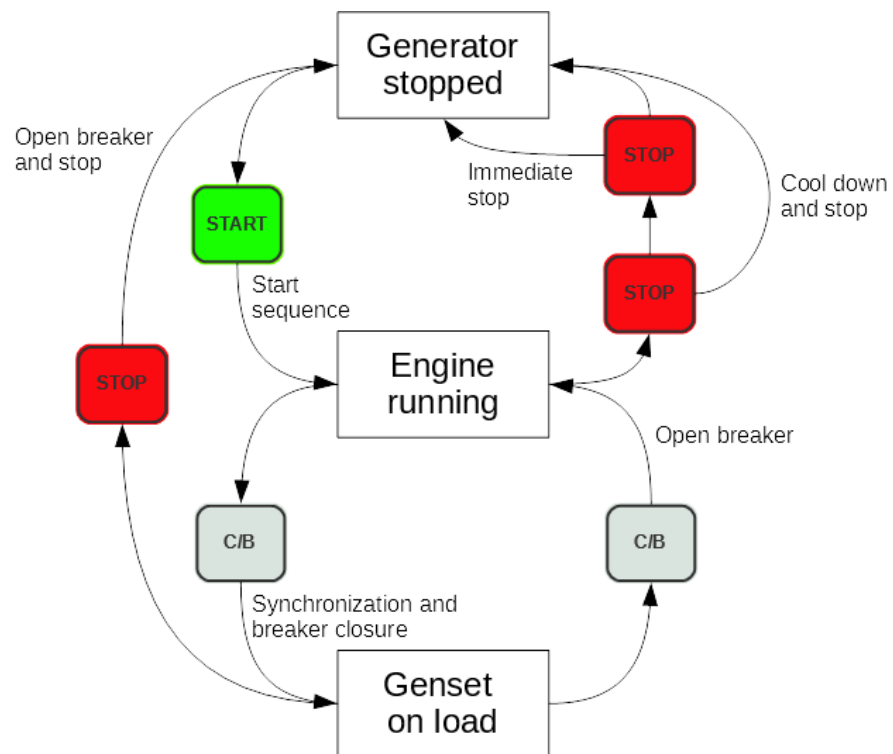 Generator
stopped
Open breaker
and stop
STOP
Immediate
stop
Cool down
and stop
START
Start
sequence
STOP
STOP
Engine
running
Open breaker
C/B
C/B
Synchronization and
breaker closure
Genset
on load